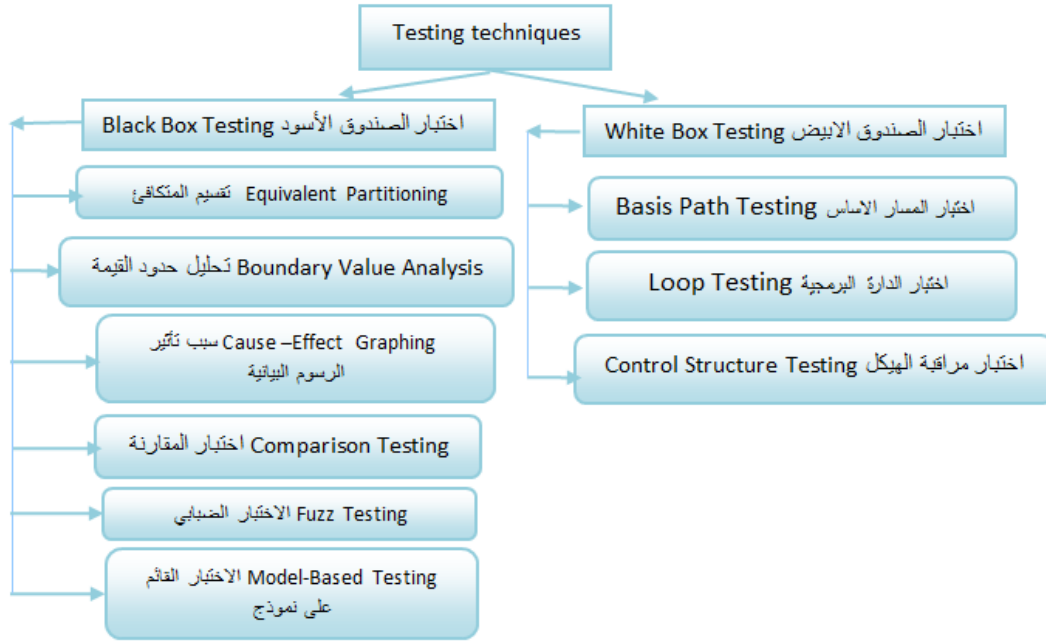 Testing techniques
Black Box Testing اختبار الصندوق الأسود
تقسيم المتكافئ Equivalent Partitioning
تحليل حدود القيمة Boundary Value Analysis
سبب تأثير Cause –Effect Graphing
الرسوم البيانية
اختبار المقارنة Comparison Testing
الاختبار الضبابي Fuzz Testing
الاختبار القائم Model-Based Testing
على نموذج
White Box Testing اختبار الصندوق الابيض
Basis Path Testing اختبار المسار الاساس
Loop Testing اختبار الدارة البرمجية
Control Structure Testing اختبار مراقبة الهيكل